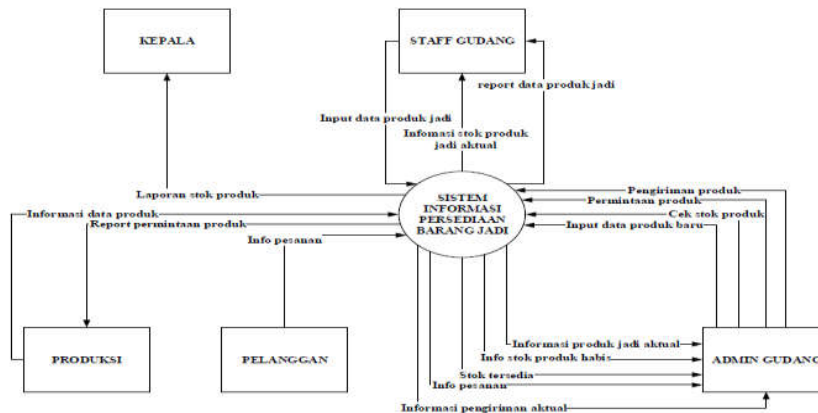 KEPALA
STAFF GUDANG
report data produk jadi
Input data produk jadi
Infomasi stok produk
jadi aktual
Laporan stok produk
SISTEM
INFORMASI
PERSEDIAAN
BARANG JADI
Pengiriman produk
Permintaan produk
Cek stok produk
Input data produk baru
Informasi data produk
Report permintaan produk
Info pesanan
PRODUKSI
PELANGGAN
ADMIN GUDANG
Informasi produk jadi aktual
Info stok produk habis
Stok tersedia
Info pesanan
Informasi pengiriman aktual